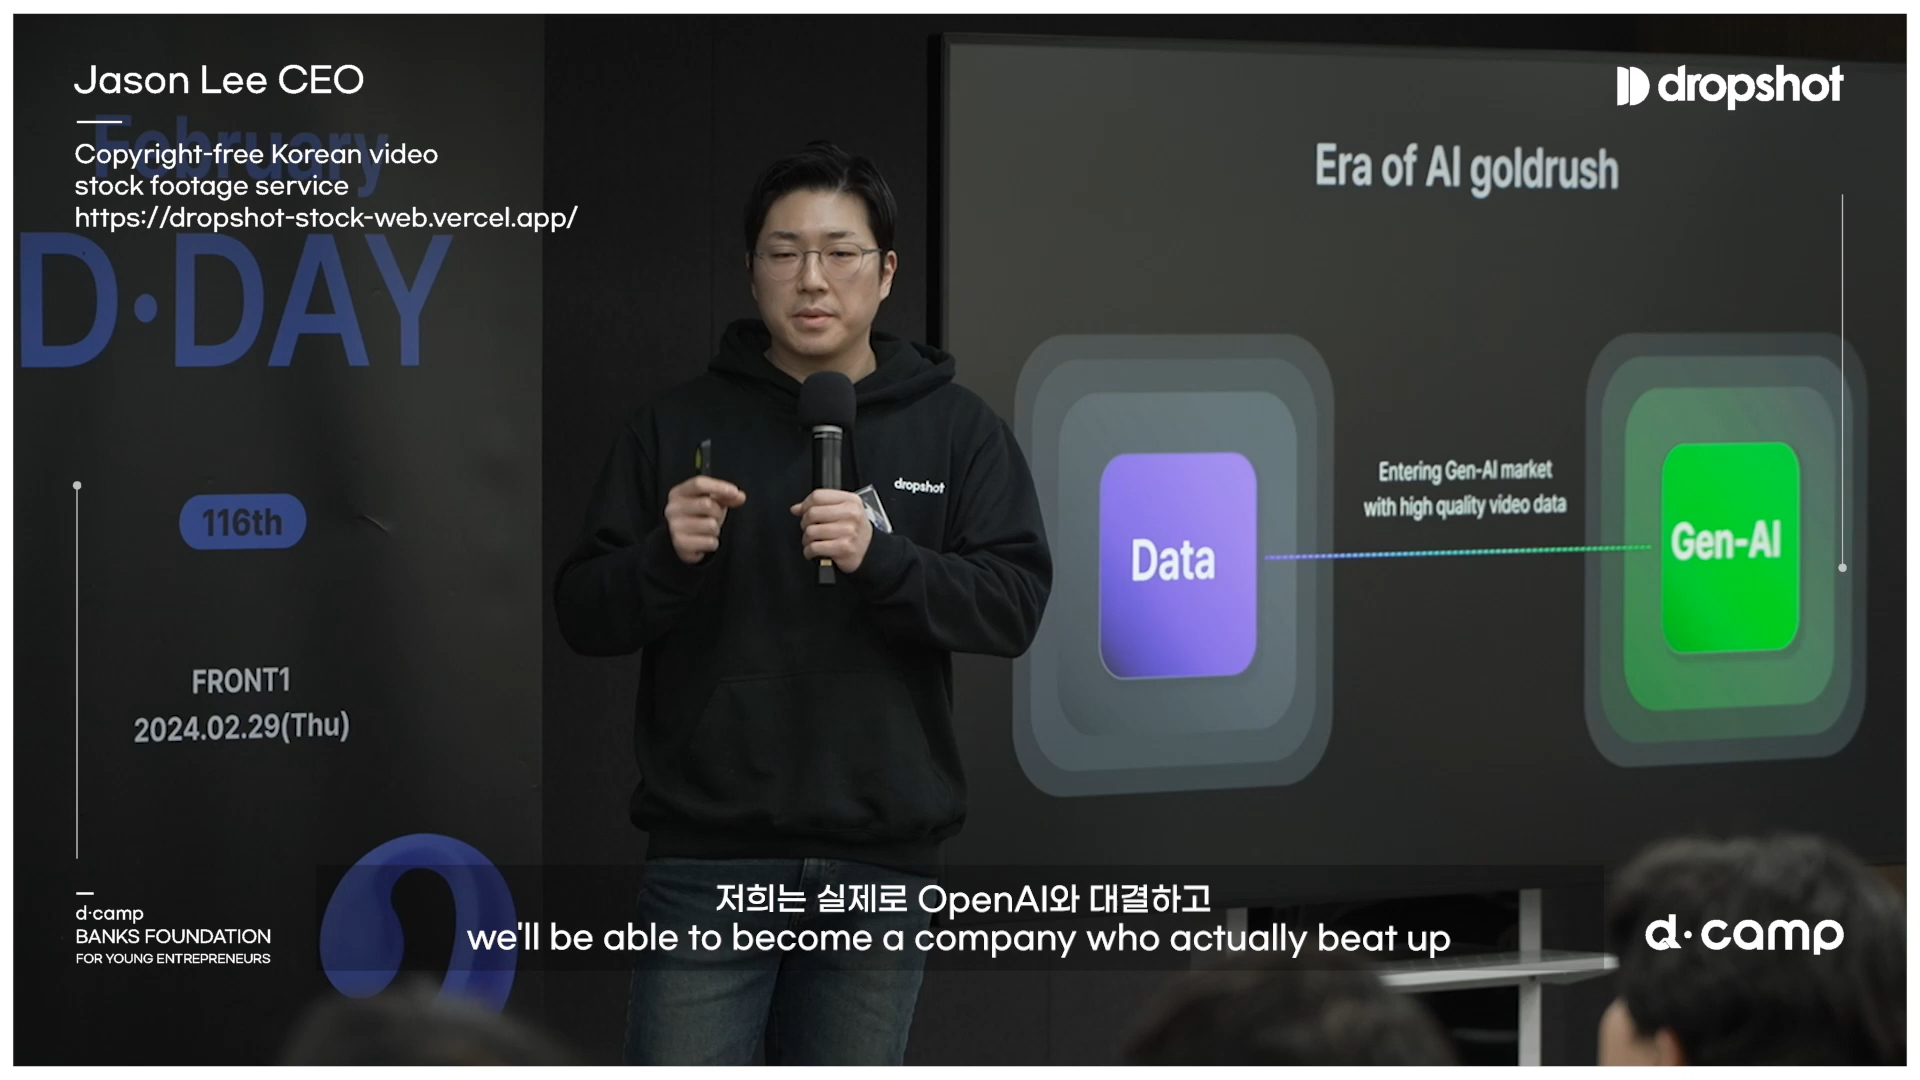 Jason Lee CEO
Copyright-free Korean video
stock footage service
https://dropshot-stock-web.vercel.app/
February
D·DAY
116th
FRONT1
2024.02.29(Thu)
d·camp
BANKS FOUNDATION
FOR YOUNG ENTREPRENEURS
dropshot
dropshot
Era of AI goldrush
Data
Entering Gen-AI market
with high quality video data
Gen-AI
저희는 실제로 OpenAI와 대결하고
we'll be able to become a company who actually beat up
d·camp